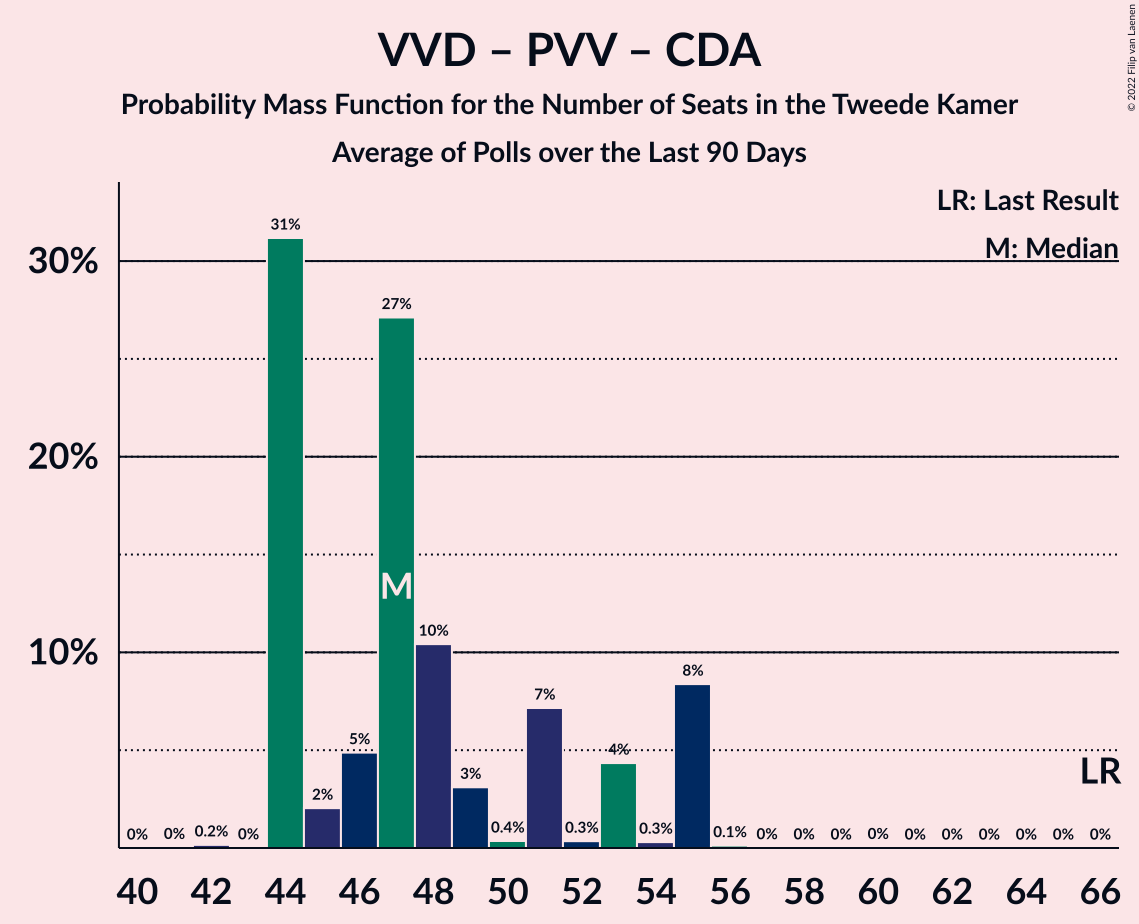 VVD – PVV – CDA
Probability Mass Function for the Number of Seats in the Tweede Kamer
Average of Polls over the Last 90 Days
© 2022 Filip van Laenen
LR: Last Result
M: Median
30%
20%
10%
0% 0% 0.2% 0% 31% 2% 5% 27% 10% 3% 0.4% 7% 0.3% 4% 0.3% 8% 0.1% 0% 0% 0% 0% 0% 0% 0% 0% 0% 0%
M
LR
40 42 44 46 48 50 52 54 56 58 60 62 64 66